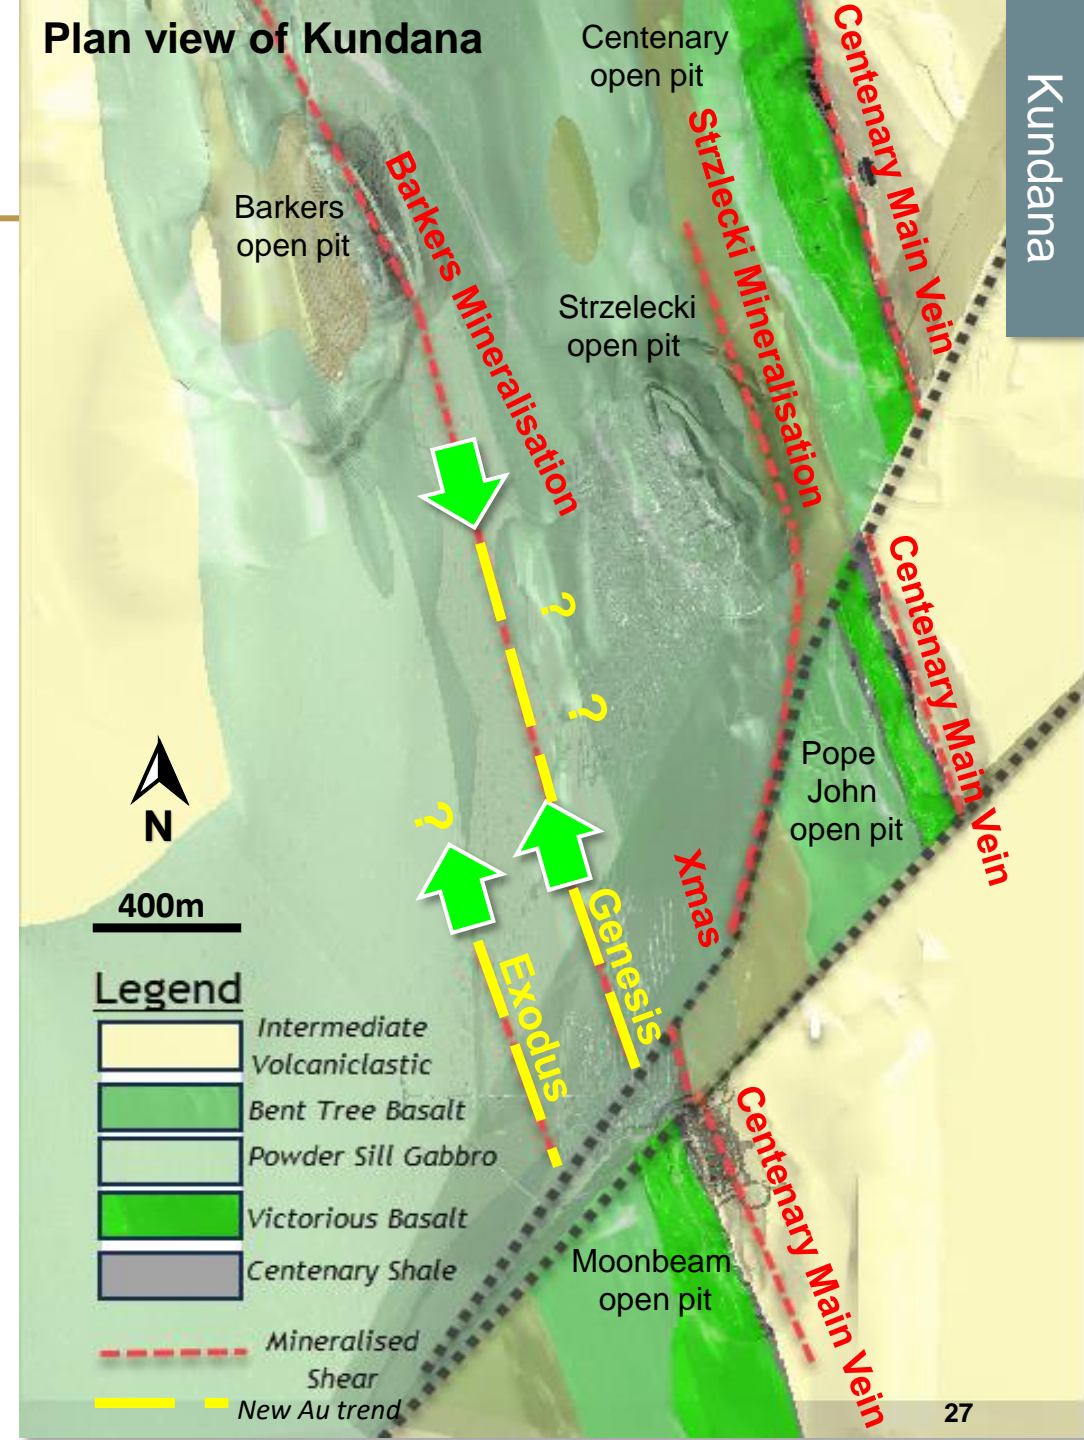 Plan view of Kundana
Kundana
Centenary
open pit
Centenary Main Vein
Strzlecki Mineralisation
Barkers Mineralisation
Barkers
open pit
Strzelecki
open pit
Centenary Main Vein
?
?
?
Pope
John
open pit
N
400m
Xmas
Genesis
Exodus
Legend
Intermediate
Volcaniclastic
Bent Tree Basalt
Powder Sill Gabbro
Victorious Basalt
Centenary Shale
Mineralised
Shear
New Au trend
Centenary Main Vein
Moonbeam
open pit
27